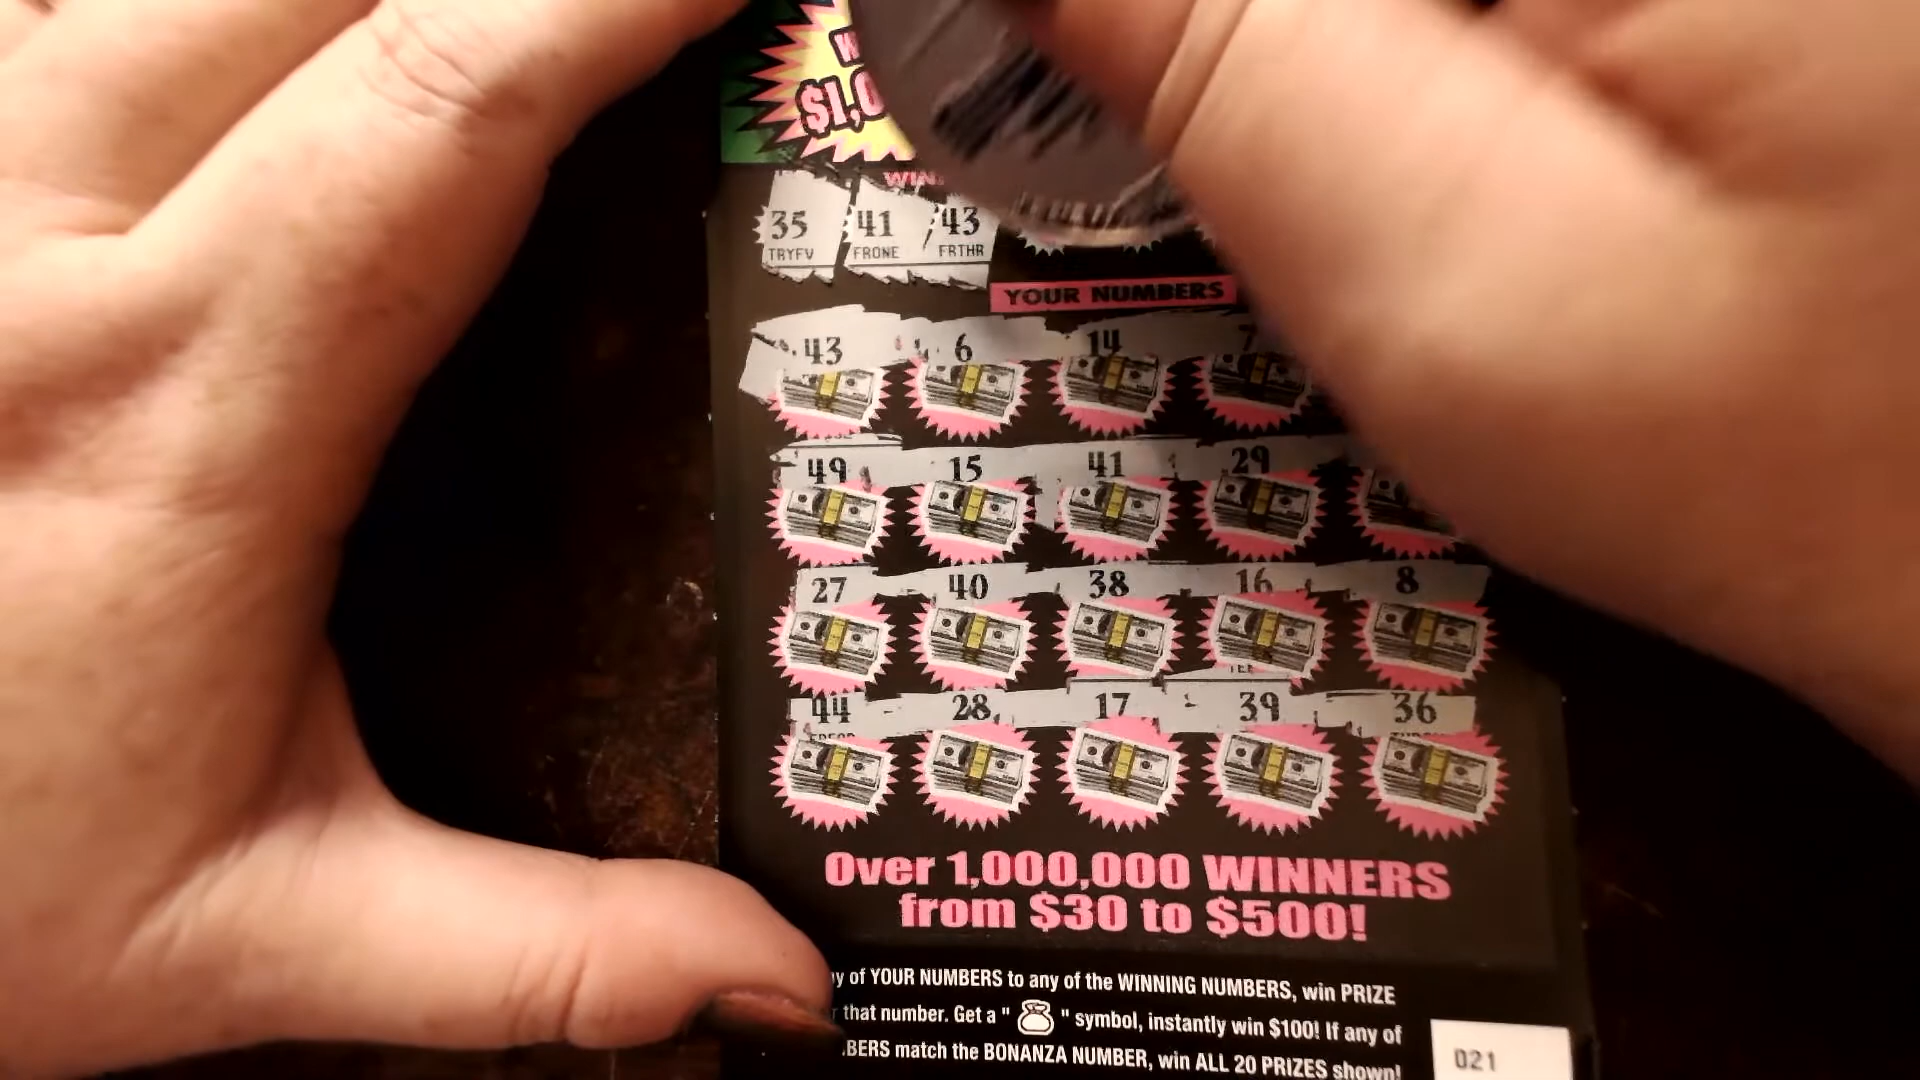 $1,0
35 41 43
TRYFV FRONE FRTHR
YOUR NUMBERS
43 6 14 7
49 15 41 29
27 40 38 16 8
44 28 17 39 36
Over 1,000,000 WINNERS
from $30 to $500!
of YOUR NUMBERS to any of the WINNING NUMBERS, win PRIZE
that number. Get a " " symbol, instantly win $100! If any of
BERS match the BONANZA NUMBER, win ALL 20 PRIZES shown!
021